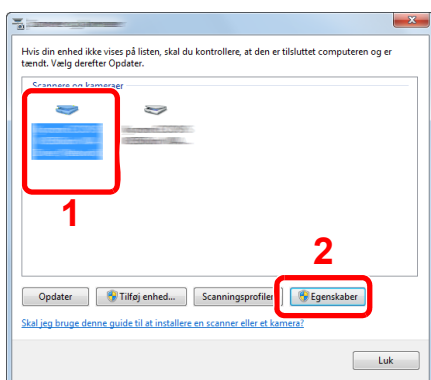 Hvis din enhed ikke vises på listen, skal du kontrollere, at den er tilsluttet computeren og er
tændt. Vælg derefter Opdater.
Scannere og kameraer
1
2
Opdater Tilføj enhed... Scanningsprofiler Egenskaber
Skal jeg bruge denne guide til at installere en scanner eller et kamera?
Luk